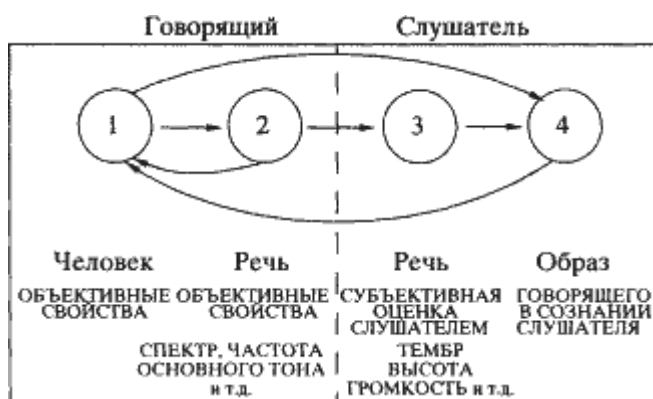 Говорящий Слушатель
1 2 3 4
Человек Речь Речь Образ
ОБЪЕКТИВНЫЕ ОБЪЕКТИВНЫЕ СУБЪЕКТИВНАЯ ГОВОРЯЩЕГО
СВОЙСТВА СВОЙСТВА ОЦЕНКА В СОЗНАНИИ
СЛУШАТЕЛЕМ СЛУШАТЕЛЯ
СПЕКТР, ЧАСТОТА ТЕМБР
ОСНОВНОГО ТОНА ВЫСОТА
и т.д. ГРОМКОСТЬ и т.д.